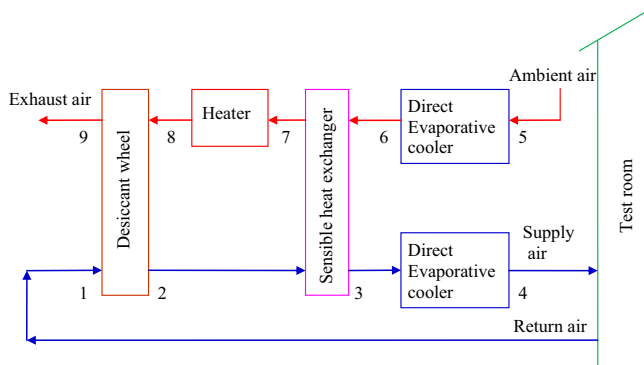 Ambient air
Exhaust air
Heater
Direct
Evaporative
cooler
9
8
7
6
5
Desiccant wheel
Sensible heat exchanger
Test room
Direct
Evaporative
cooler
Supply
air
1
2
3
4
Return air